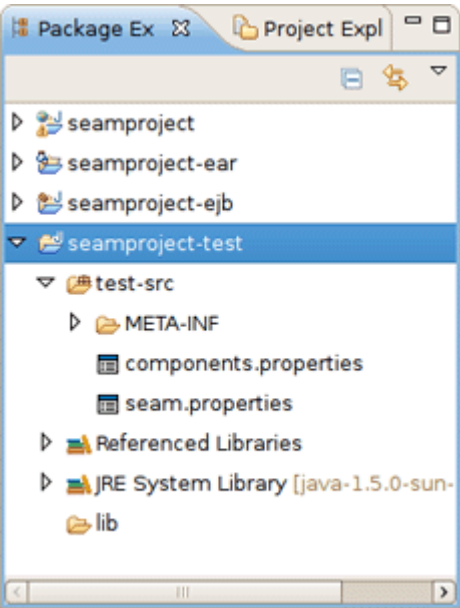 Package Ex Project Expl
seamproject
seamproject-ear
seamproject-ejb
seamproject-test
test-src
META-INF
components.properties
seam.properties
Referenced Libraries
JRE System Library [java-1.5.0-sun-
lib